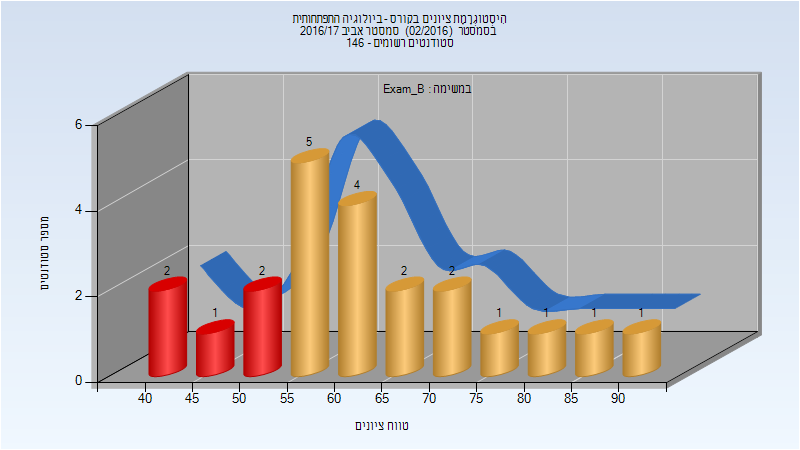 היסטוגרמת ציונים בקורס - ביולוגיה התפתחותית
בסמסטר (02/2016) סמסטר אביב 2016/17
סטודנטים רשומים - 146
במשימה : Exam_B
מספר סטודנטים
6
4
2
0
2
1
2
5
4
2
2
1
1
1
1
40 45 50 55 60 65 70 75 80 85 90
טווח ציונים